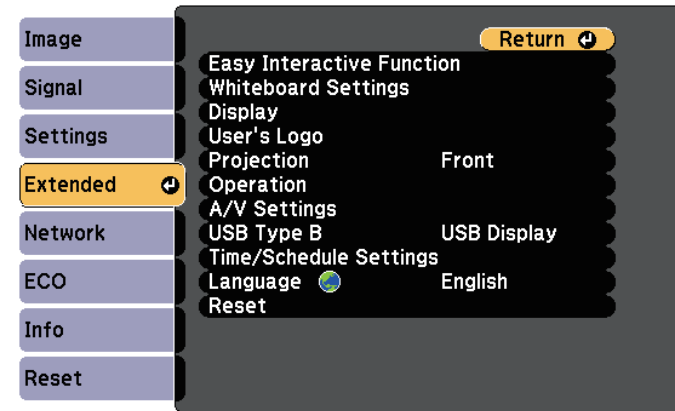 Image
Signal
Settings
Extended
Network
ECO
Info
Reset
Return
Easy Interactive Function
Whiteboard Settings
Display
User's Logo
Projection Front
Operation
A/V Settings
USB Type B USB Display
Time/Schedule Settings
Language English
Reset